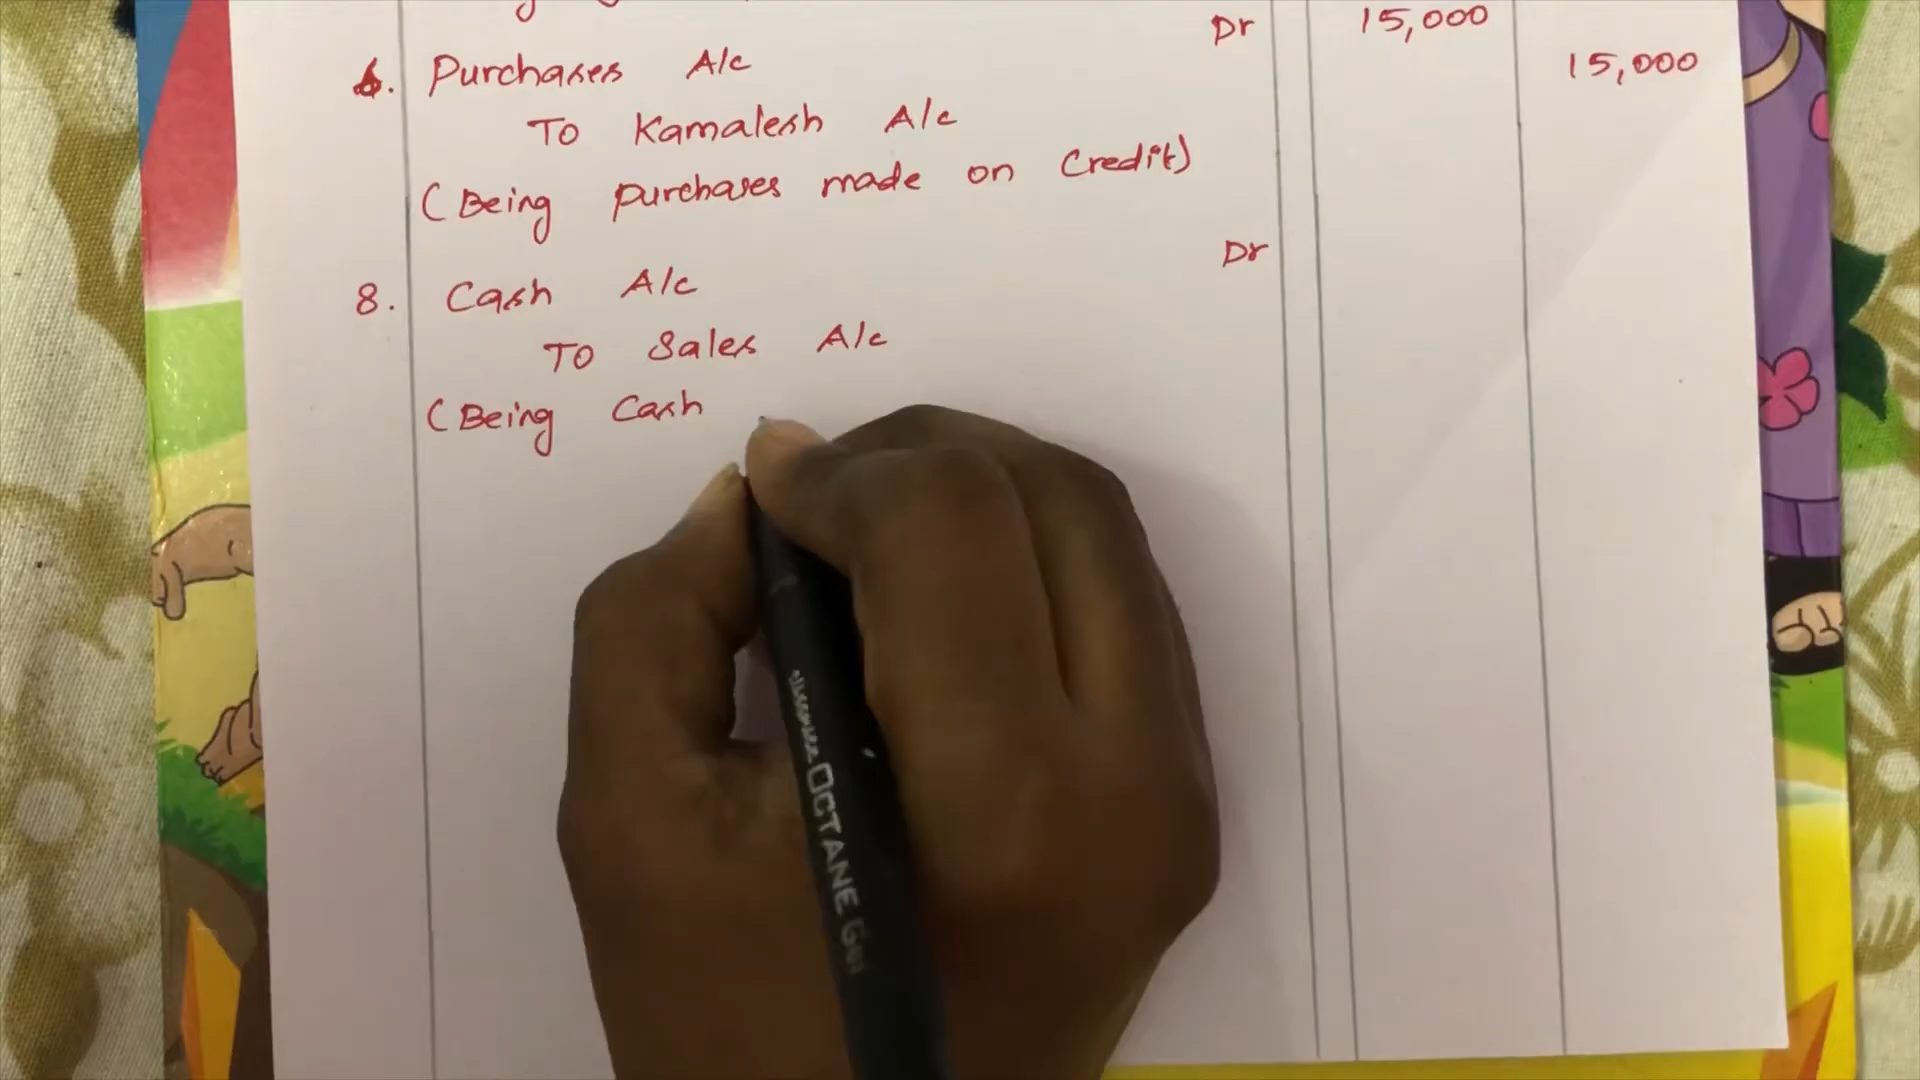 Dr 15,000
6. Purchases A/c 15,000
To Kamalesh A/c
(Being purchases made on Credit)
8. Cash A/c Dr
To Sales A/c
(Being Cash
OCTANE Gel